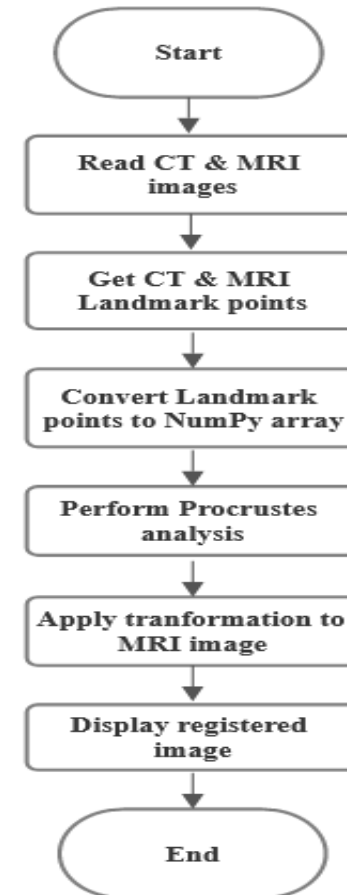 Start
Read CT & MRI
images
Get CT & MRI
Landmark points
Convert Landmark
points to NumPy array
Perform Procrustes
analysis
Apply tranformation to
MRI image
Display registered
image
End